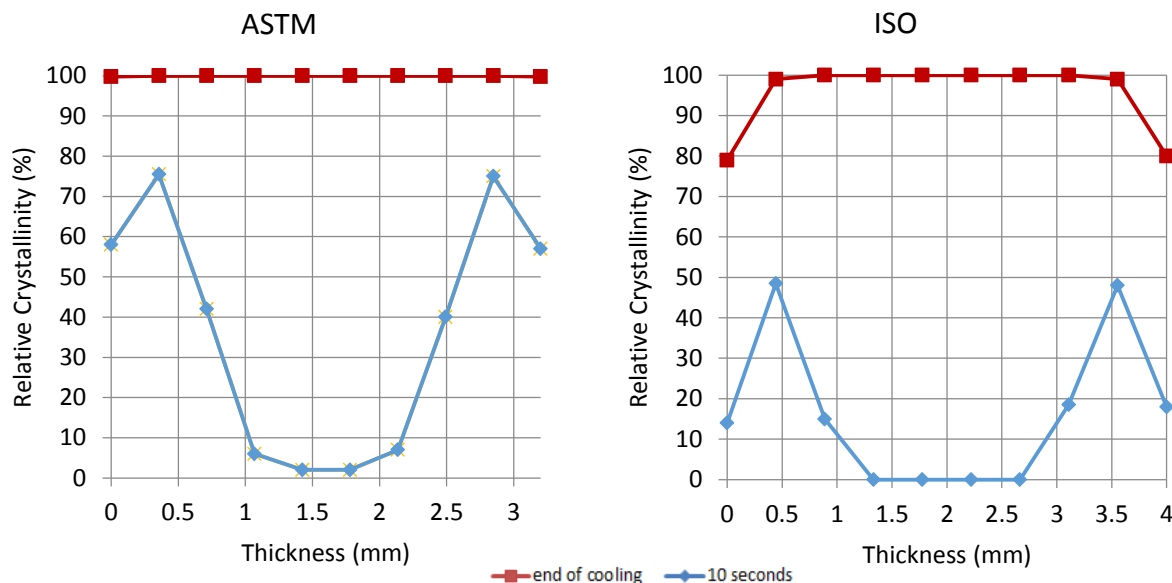 ASTM
Relative Crystallinity (%)
100
90
80
70
60
50
40
30
20
10
0
0 0.5 1 1.5 2 2.5 3
Thickness (mm)
ISO
Relative Crystallinity (%)
100
90
80
70
60
50
40
30
20
10
0
0 0.5 1 1.5 2 2.5 3 3.5 4
Thickness (mm)
end of cooling 10 seconds